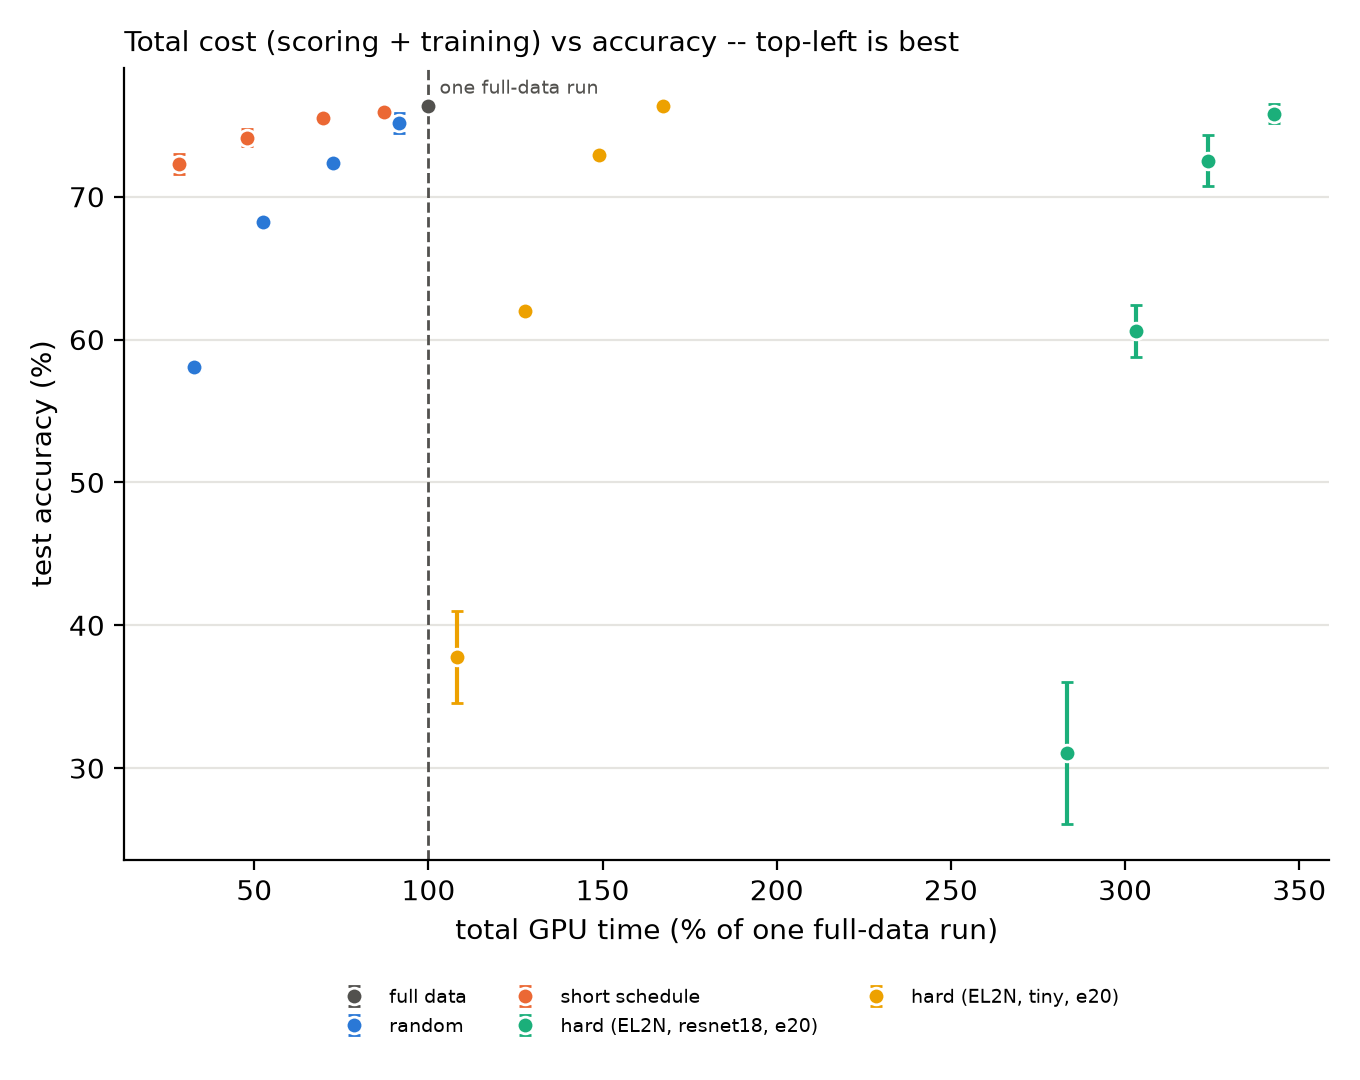 Total cost (scoring + training) vs accuracy -- top-left is best
one full-data run
70
60
50
40
30
test accuracy (%)
50 100 150 200 250 300 350
total GPU time (% of one full-data run)
full data short schedule hard (EL2N, tiny, e20)
random hard (EL2N, resnet18, e20)